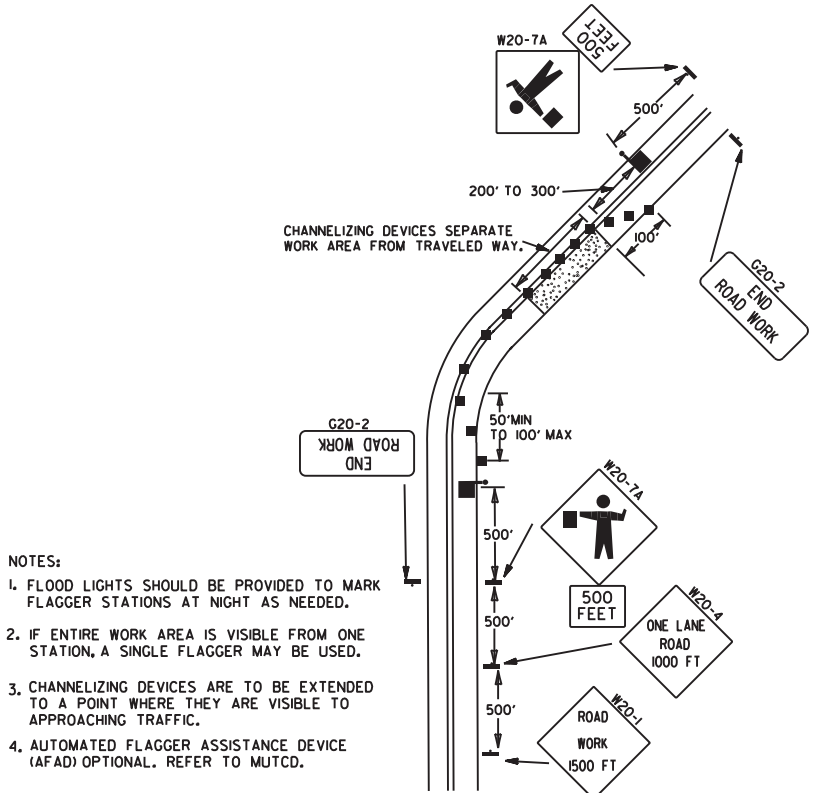 W20-7A
500
FEET
500'
200' TO 300'
CHANNELIZING DEVICES SEPARATE
WORK AREA FROM TRAVELED WAY.
100'
G20-2
END
ROAD WORK
50'MIN
TO 100' MAX
G20-2
END
ROAD WORK
W20-7A
500'
500
FEET
W20-4
ONE LANE
ROAD
1000 FT
500'
W20-1
ROAD
WORK
1500 FT
500'
NOTES:
1. FLOOD LIGHTS SHOULD BE PROVIDED TO MARK
FLAGGER STATIONS AT NIGHT AS NEEDED.
2. IF ENTIRE WORK AREA IS VISIBLE FROM ONE
STATION, A SINGLE FLAGGER MAY BE USED.
3. CHANNELIZING DEVICES ARE TO BE EXTENDED
TO A POINT WHERE THEY ARE VISIBLE TO
APPROACHING TRAFFIC.
4. AUTOMATED FLAGGER ASSISTANCE DEVICE
(AFAD) OPTIONAL. REFER TO MUTCD.